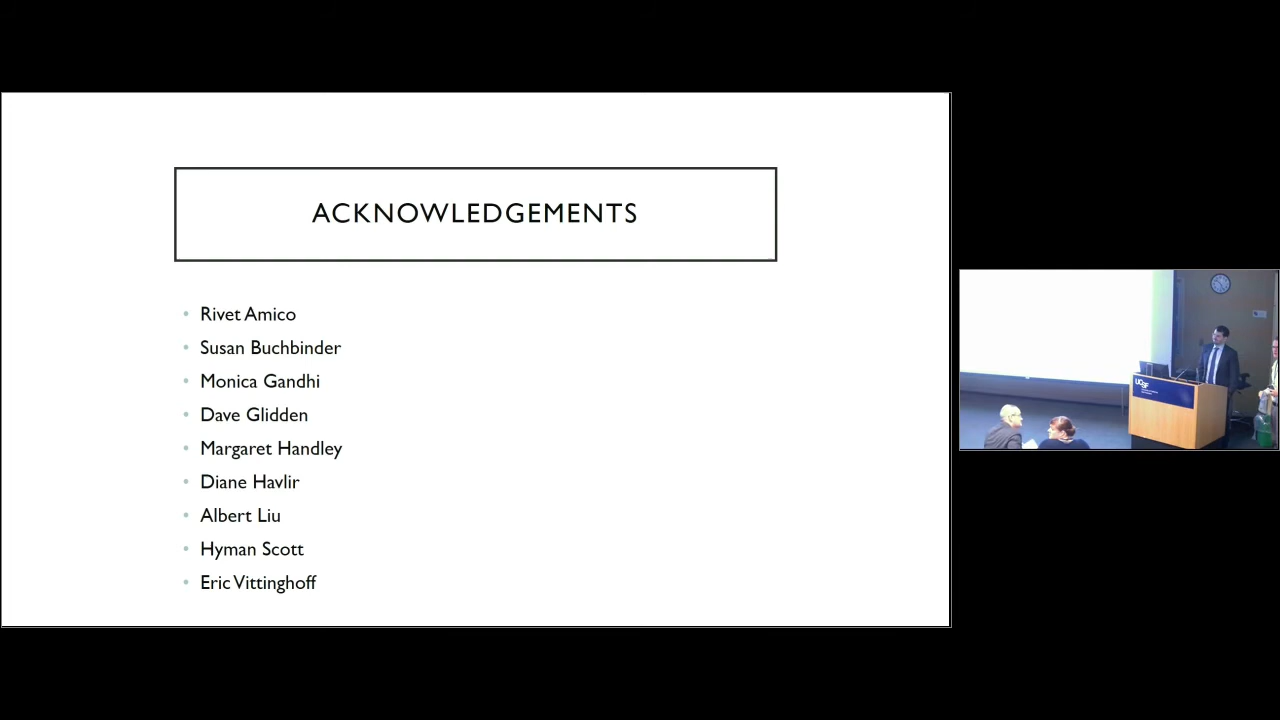 ACKNOWLEDGEMENTS
Rivet Amico
Susan Buchbinder
Monica Gandhi
Dave Glidden
Margaret Handley
Diane Havlir
Albert Liu
Hyman Scott
Eric Vittinghoff
UCSF